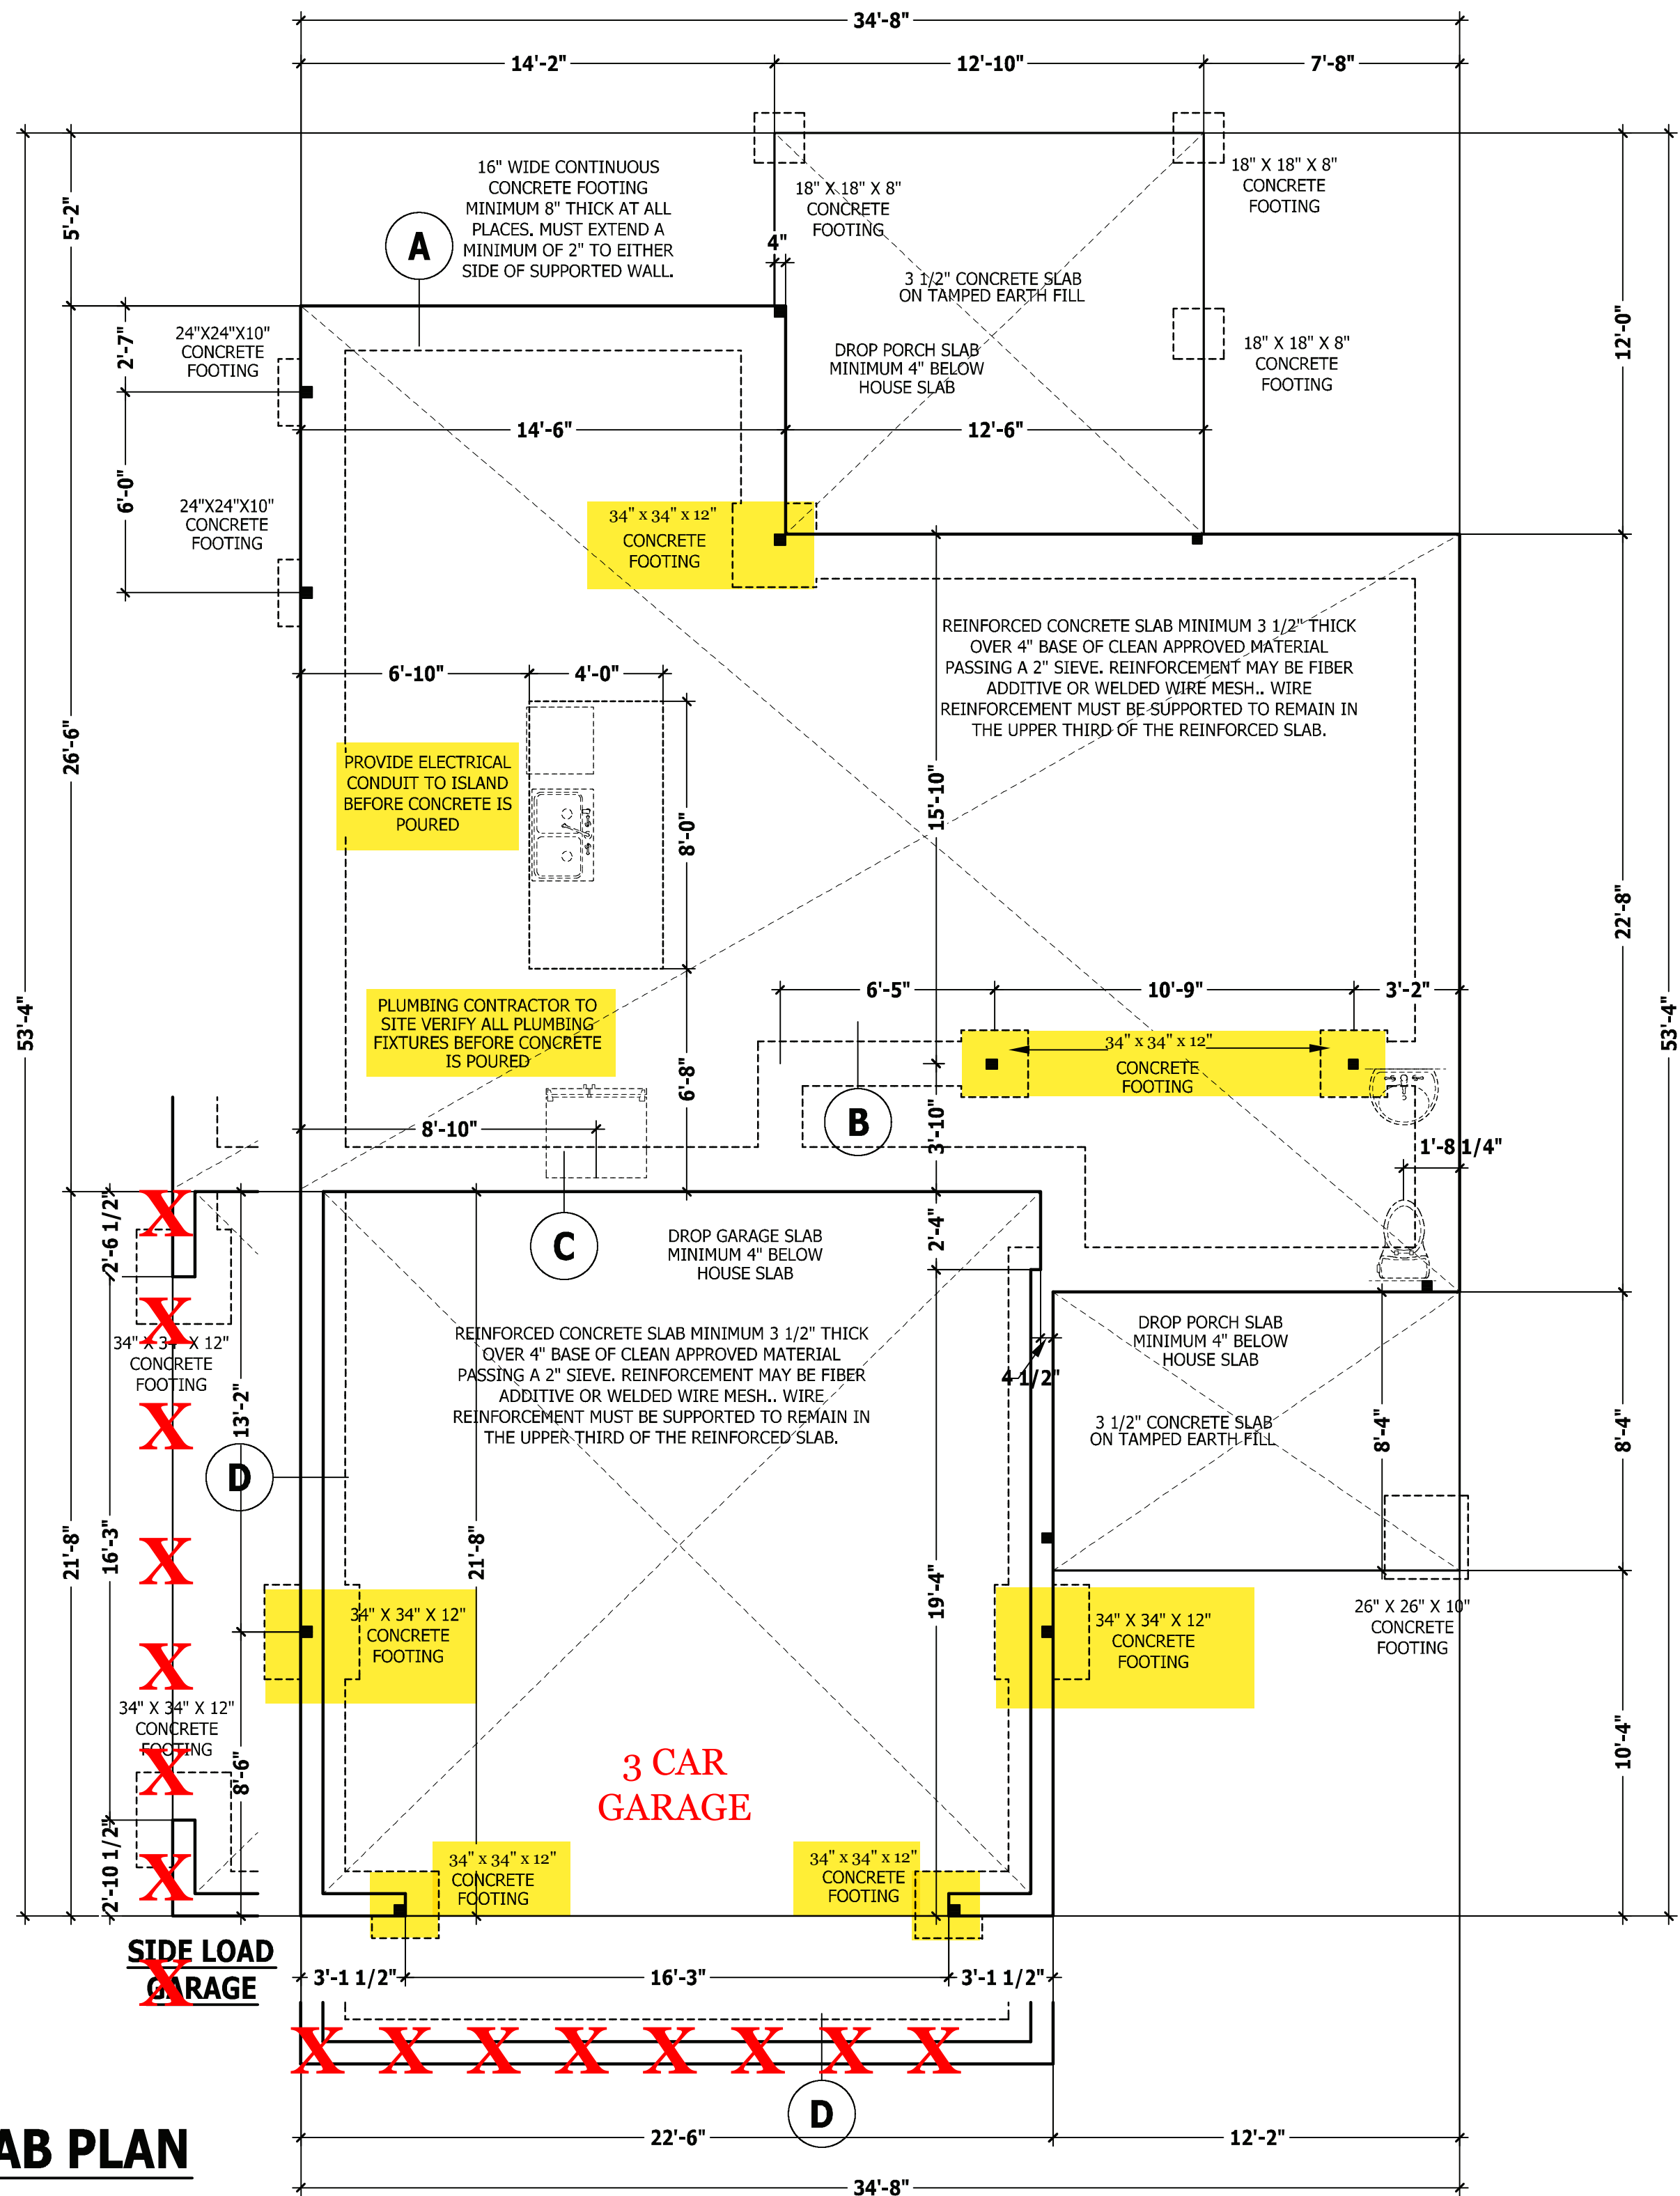 34'-8"
14'-2"
12'-10"
7'-8"
16" WIDE CONTINUOUS
CONCRETE FOOTING
MINIMUM 8" THICK AT ALL
PLACES. MUST EXTEND A
MINIMUM OF 2" TO EITHER
SIDE OF SUPPORTED WALL.
A
18" X 18" X 8"
CONCRETE
FOOTING
18" X 18" X 8"
CONCRETE
FOOTING
5'-2"
4"
3 1/2" CONCRETE SLAB
ON TAMPED EARTH FILL
24"X24"X10"
CONCRETE
FOOTING
2'-7"
DROP PORCH SLAB
MINIMUM 4" BELOW
HOUSE SLAB
18" X 18" X 8"
CONCRETE
FOOTING
12'-0"
14'-6"
12'-6"
6'-0"
24"X24"X10"
CONCRETE
FOOTING
34" x 34" x 12"
CONCRETE
FOOTING
REINFORCED CONCRETE SLAB MINIMUM 3 1/2" THICK
OVER 4" BASE OF CLEAN APPROVED MATERIAL
PASSING A 2" SIEVE. REINFORCEMENT MAY BE FIBER
ADDITIVE OR WELDED WIRE MESH.. WIRE
REINFORCEMENT MUST BE SUPPORTED TO REMAIN IN
THE UPPER THIRD OF THE REINFORCED SLAB.
6'-10"
4'-0"
26'-6"
PROVIDE ELECTRICAL
CONDUIT TO ISLAND
BEFORE CONCRETE IS
POURED
8'-0"
15'-10"
22'-8"
53'-4"
53'-4"
6'-5"
10'-9"
3'-2"
PLUMBING CONTRACTOR TO
SITE VERIFY ALL PLUMBING
FIXTURES BEFORE CONCRETE
IS POURED
34" x 34" x 12"
CONCRETE
FOOTING
6'-8"
8'-10"
B
3'-10"
1'-8 1/4"
2'-6 1/2"
X
C
DROP GARAGE SLAB
MINIMUM 4" BELOW
HOUSE SLAB
2'-4"
X
34" X 34" X 12"
CONCRETE
FOOTING
REINFORCED CONCRETE SLAB MINIMUM 3 1/2" THICK
OVER 4" BASE OF CLEAN APPROVED MATERIAL
PASSING A 2" SIEVE. REINFORCEMENT MAY BE FIBER
ADDITIVE OR WELDED WIRE MESH.. WIRE
REINFORCEMENT MUST BE SUPPORTED TO REMAIN IN
THE UPPER THIRD OF THE REINFORCED SLAB.
DROP PORCH SLAB
MINIMUM 4" BELOW
HOUSE SLAB
4 1/2"
3 1/2" CONCRETE SLAB
ON TAMPED EARTH FILL
8'-4"
8'-4"
13'-2"
X
D
21'-8"
16'-3"
X
21'-8"
19'-4"
34" X 34" X 12"
CONCRETE
FOOTING
34" X 34" X 12"
CONCRETE
FOOTING
26" X 26" X 10"
CONCRETE
FOOTING
X
34" X 34" X 12"
CONCRETE
FOOTING
X
8'-6"
3 CAR
GARAGE
10'-4"
2'-10 1/2"
X
34" x 34" x 12"
CONCRETE
FOOTING
34" x 34" x 12"
CONCRETE
FOOTING
SIDE LOAD
GARAGE
X
3'-1 1/2"
16'-3"
3'-1 1/2"
X X X X X X X X
D
AB PLAN
22'-6"
12'-2"
34'-8"